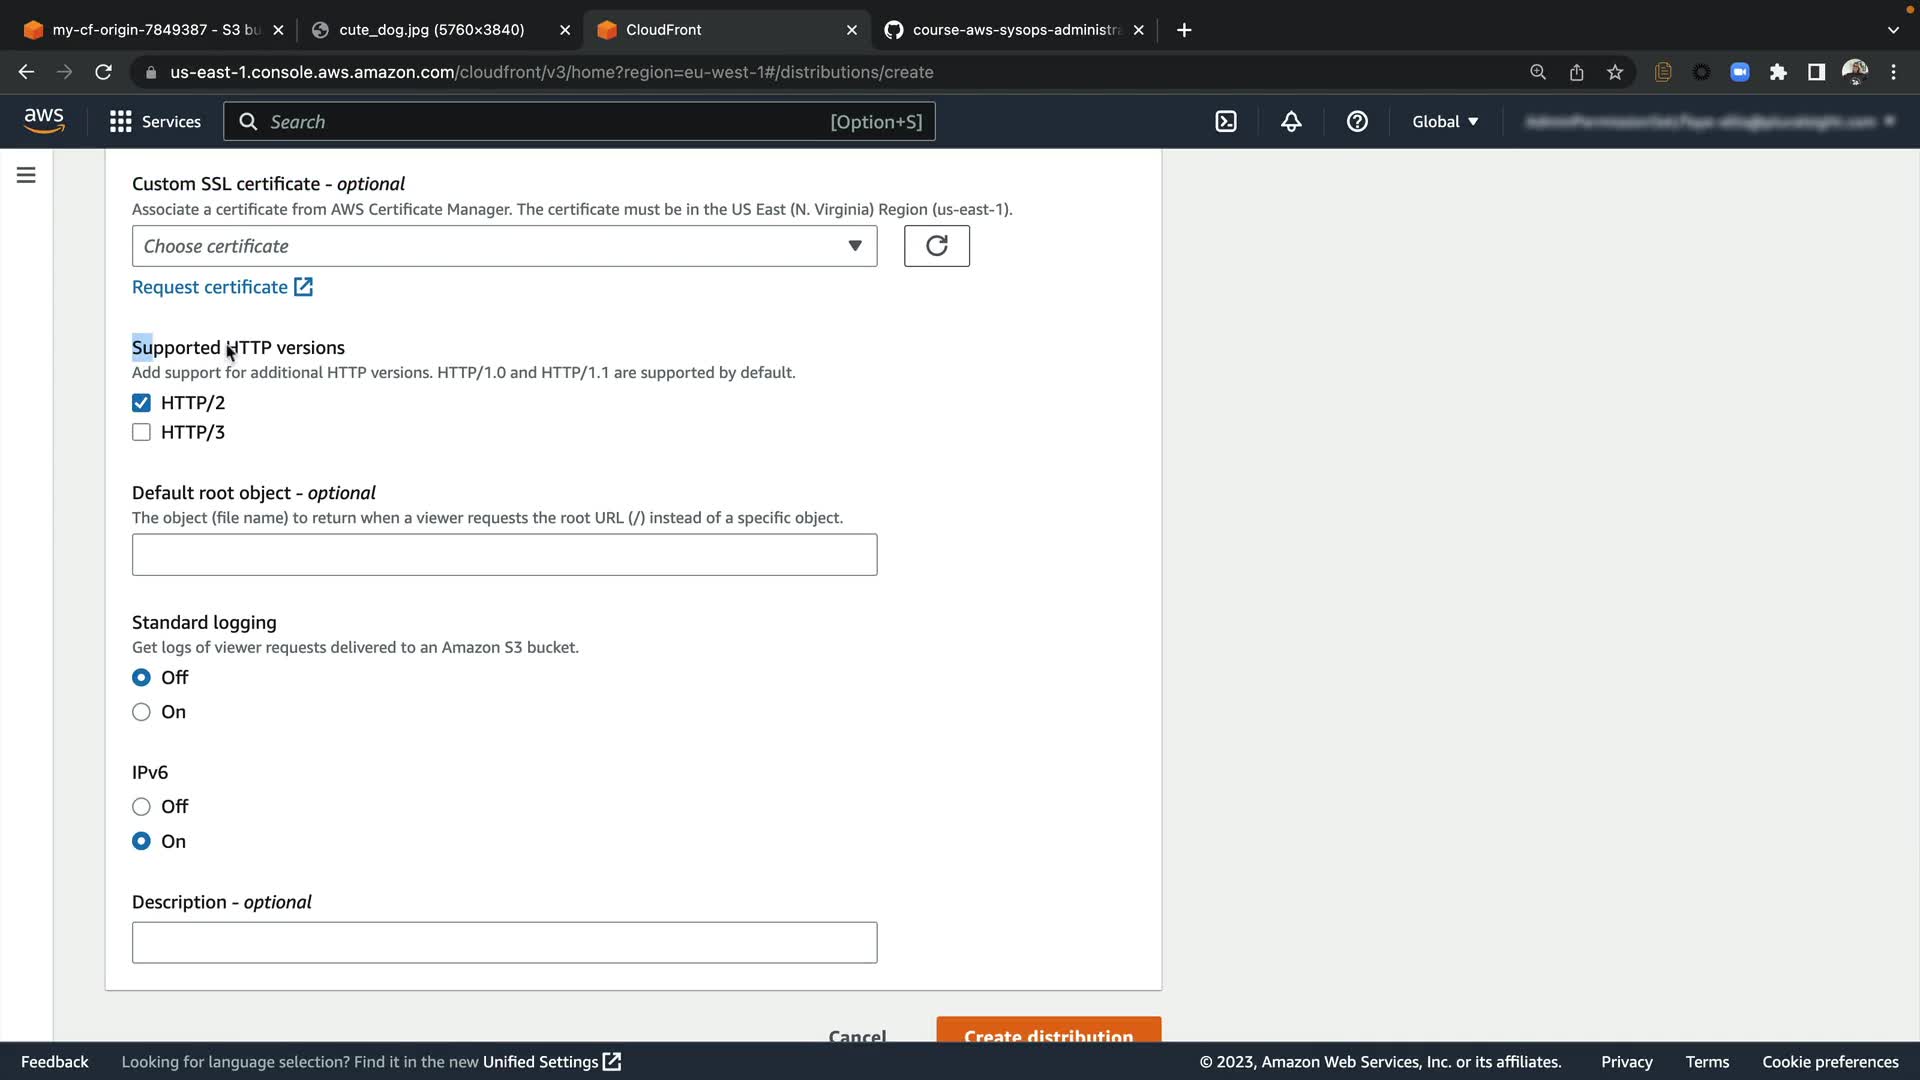 my-cf-origin-7849387 - S3 bu
cute_dog.jpg (5760×3840)
CloudFront
course-aws-sysops-administra
us-east-1.console.aws.amazon.com/cloudfront/v3/home?region=eu-west-1#/distributions/create
aws
Services
Search
[Option+S]
Global
Custom SSL certificate - optional
Associate a certificate from AWS Certificate Manager. The certificate must be in the US East (N. Virginia) Region (us-east-1).
Choose certificate
Request certificate
Supported HTTP versions
Add support for additional HTTP versions. HTTP/1.0 and HTTP/1.1 are supported by default.
HTTP/2
HTTP/3
Default root object - optional
The object (file name) to return when a viewer requests the root URL (/) instead of a specific object.
Standard logging
Get logs of viewer requests delivered to an Amazon S3 bucket.
Off
On
IPv6
Off
On
Description - optional
Cancel
Create distribution
Feedback
Looking for language selection? Find it in the new Unified Settings
© 2023, Amazon Web Services, Inc. or its affiliates.
Privacy
Terms
Cookie preferences